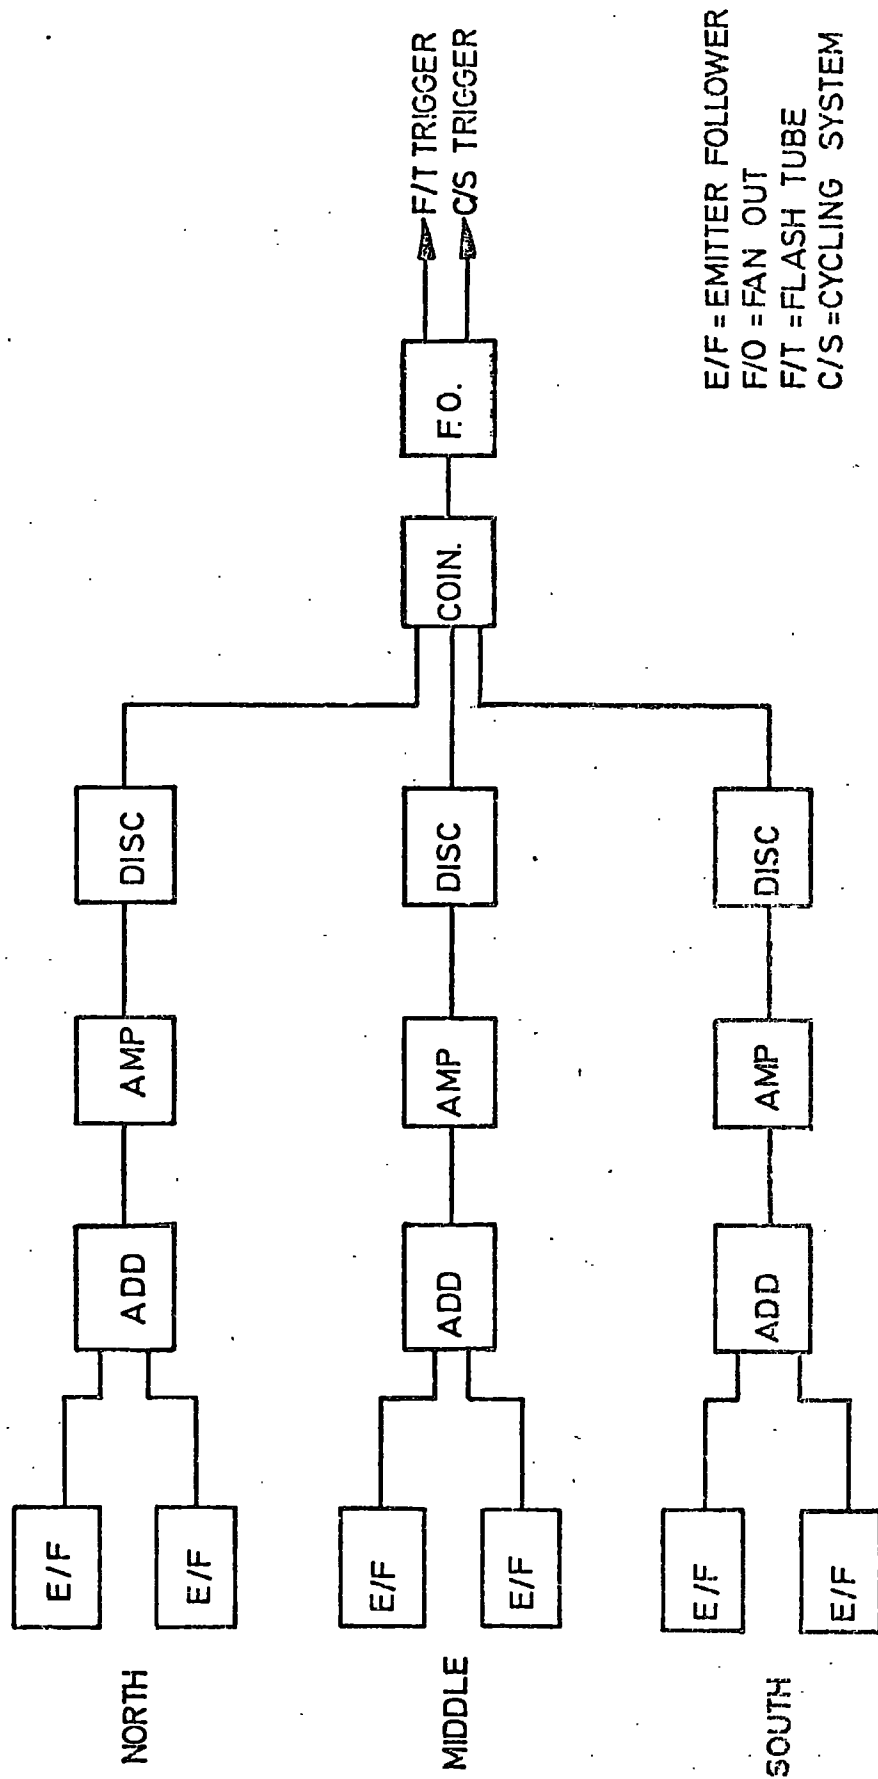 NORTH
E/F
E/F
ADD
AMP
DISC
MIDDLE
E/F
E/F
ADD
AMP
DISC
COIN.
F.O.
F/T TRIGGER
C/S TRIGGER
SOUTH
E/F
E/F
ADD
AMP
DISC
E/F = EMITTER FOLLOWER
F/O = FAN OUT
F/T = FLASH TUBE
C/S = CYCLING SYSTEM